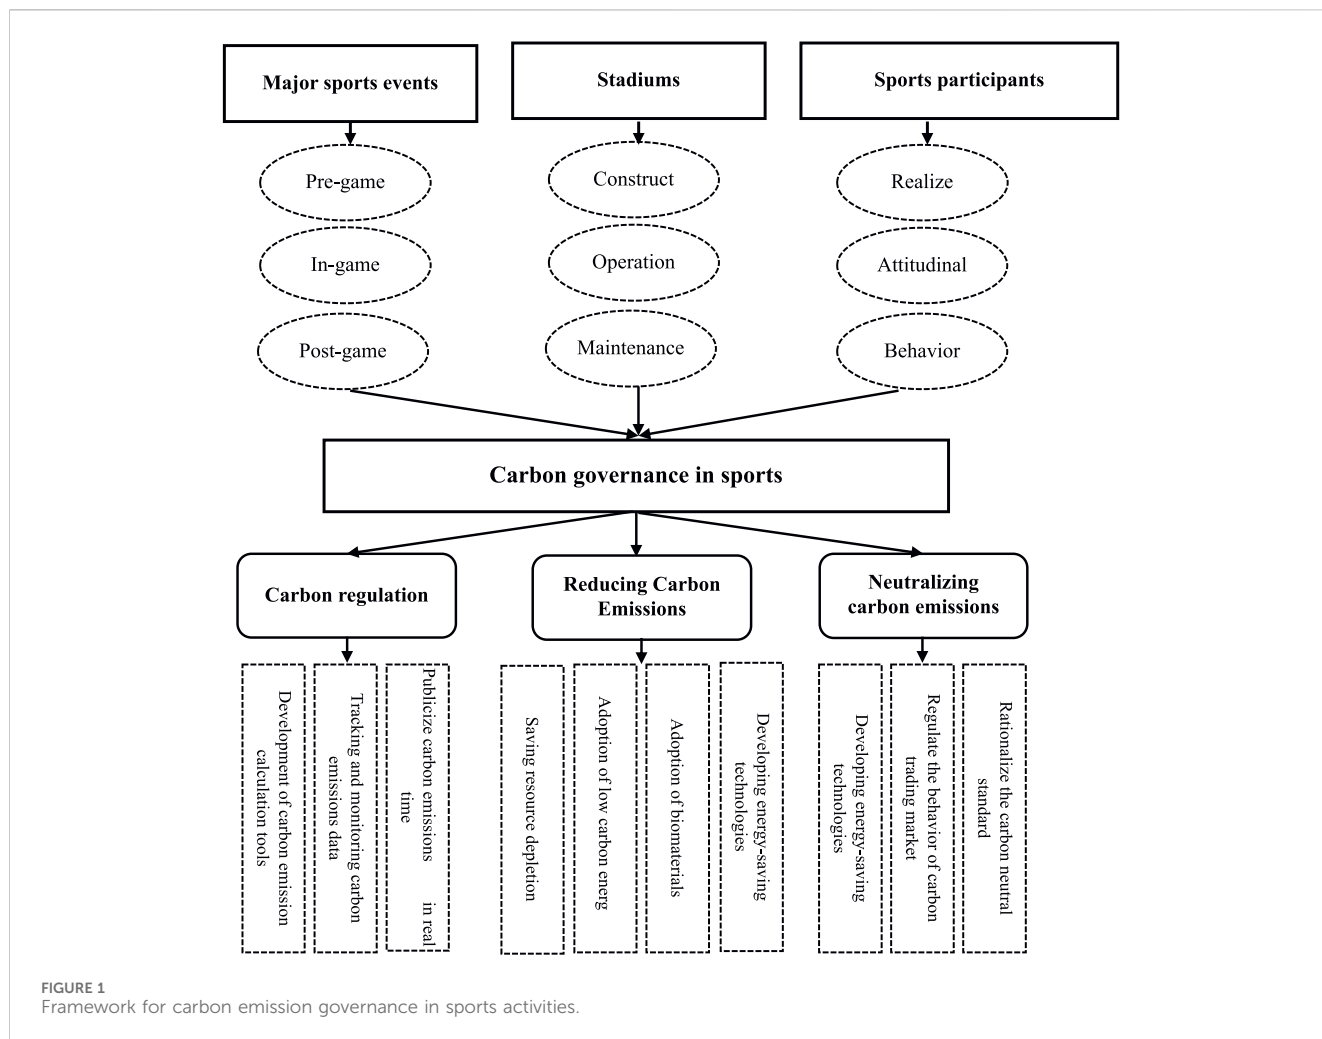 Major sports events
Stadiums
Sports participants
Pre-game
Construct
Realize
In-game
Operation
Attitudinal
Post-game
Maintenance
Behavior
Carbon governance in sports
Carbon regulation
Reducing Carbon
Emissions
Neutralizing
carbon emissions
Development of carbon emission
calculation tools
Tracking and monitoring carbon
emissions data
Publicize carbon emissions in real
time
Saving resource depletion
Adoption of low carbon energ
Adoption of biomaterials
Developing energy-saving
technologies
Developing energy-saving
technologies
Regulate the behavior of carbon
trading market
Rationalize the carbon neutral
standard
FIGURE 1
Framework for carbon emission governance in sports activities.